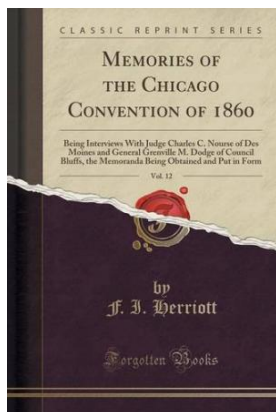 CLASSIC REPRINT SERIES
MEMORIES OF
THE CHICAGO
CONVENTION OF 1860
Being Interviews With Judge Charles C. Nourse of Des
Moines and General Grenville M. Dodge of Council
Bluffs, the Memoranda Being Obtained and Put in Form
Vol. 12
by
F. I. Herriott
Forgotten Books